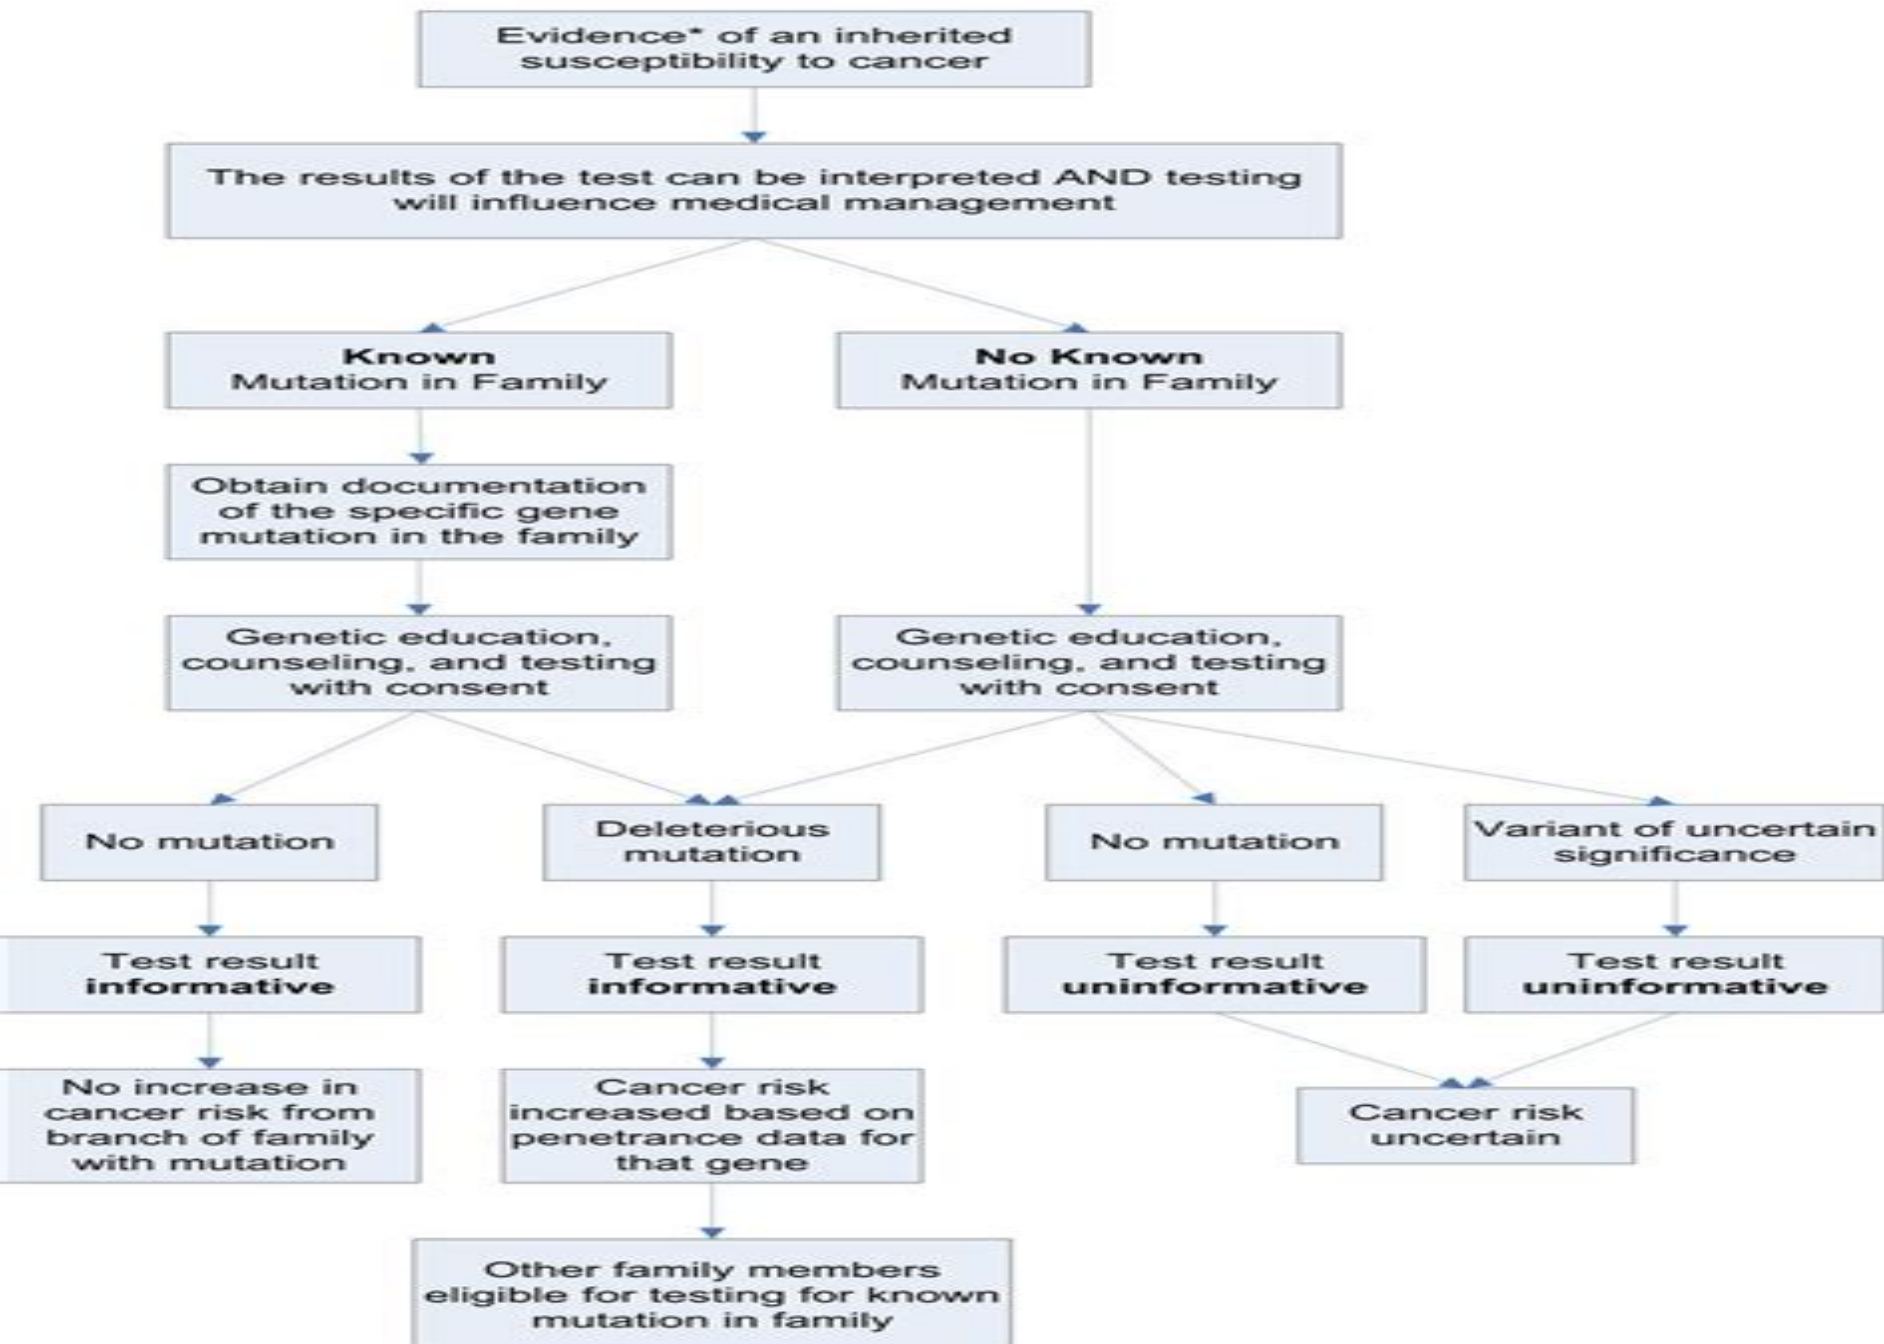 Evidence* of an inherited
susceptibility to cancer
The results of the test can be interpreted AND testing
will influence medical management
Known
Mutation in Family
No Known
Mutation in Family
Obtain documentation
of the specific gene
mutation in the family
Genetic education,
counseling, and testing
with consent
Genetic education,
counseling, and testing
with consent
No mutation
Deleterious
mutation
No mutation
Variant of uncertain
significance
Test result
informative
Test result
informative
Test result
uninformative
Test result
uninformative
No increase in
cancer risk from
branch of family
with mutation
Cancer risk
increased based on
penetrance data for
that gene
Cancer risk
uncertain
Other family members
eligible for testing for known
mutation in family